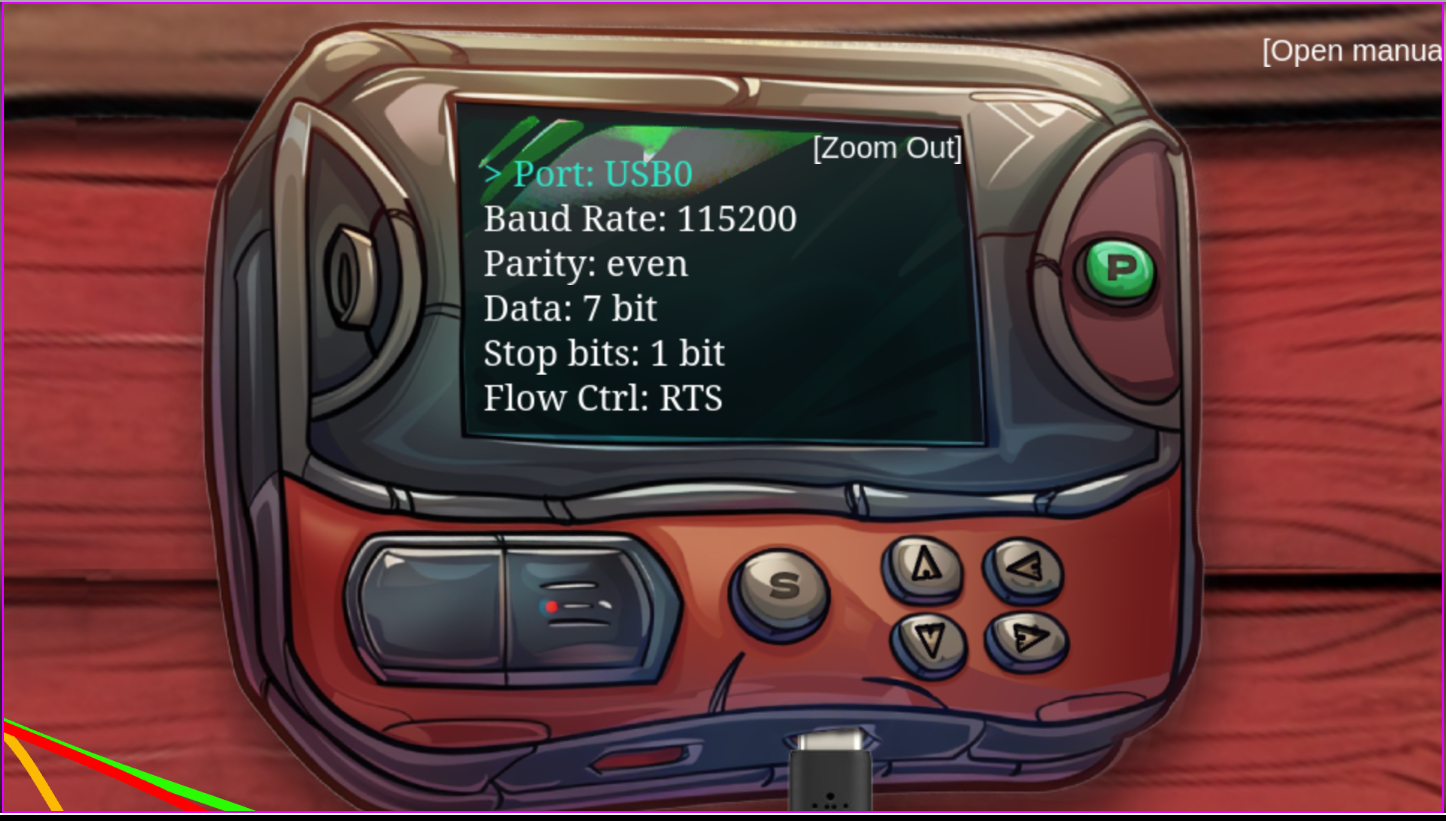 [Open manua
[Zoom Out]
> Port: USB0
Baud Rate: 115200
Parity: even
Data: 7 bit
Stop bits: 1 bit
Flow Ctrl: RTS
P
S